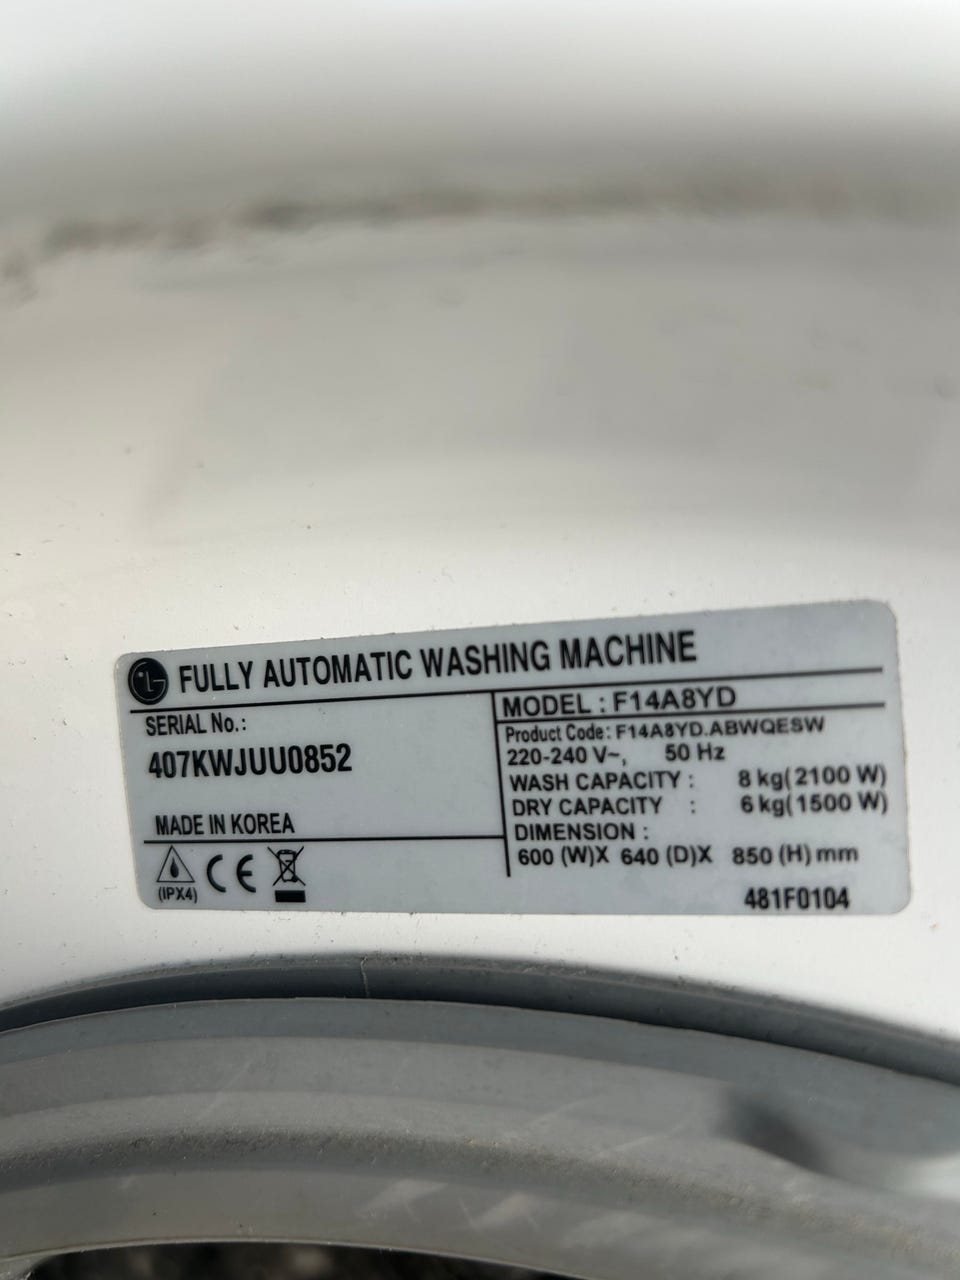 LG FULLY AUTOMATIC WASHING MACHINE
SERIAL No.:
407KWJUU0852
MADE IN KOREA
(IPX4) CE
MODEL : F14A8YD
Product Code: F14A8YD.ABWQESW
220-240 V~, 50 Hz
WASH CAPACITY : 8 kg(2100 W)
DRY CAPACITY : 6 kg(1500 W)
DIMENSION :
600 (W)X 640 (D)X 850 (H) mm
481F0104